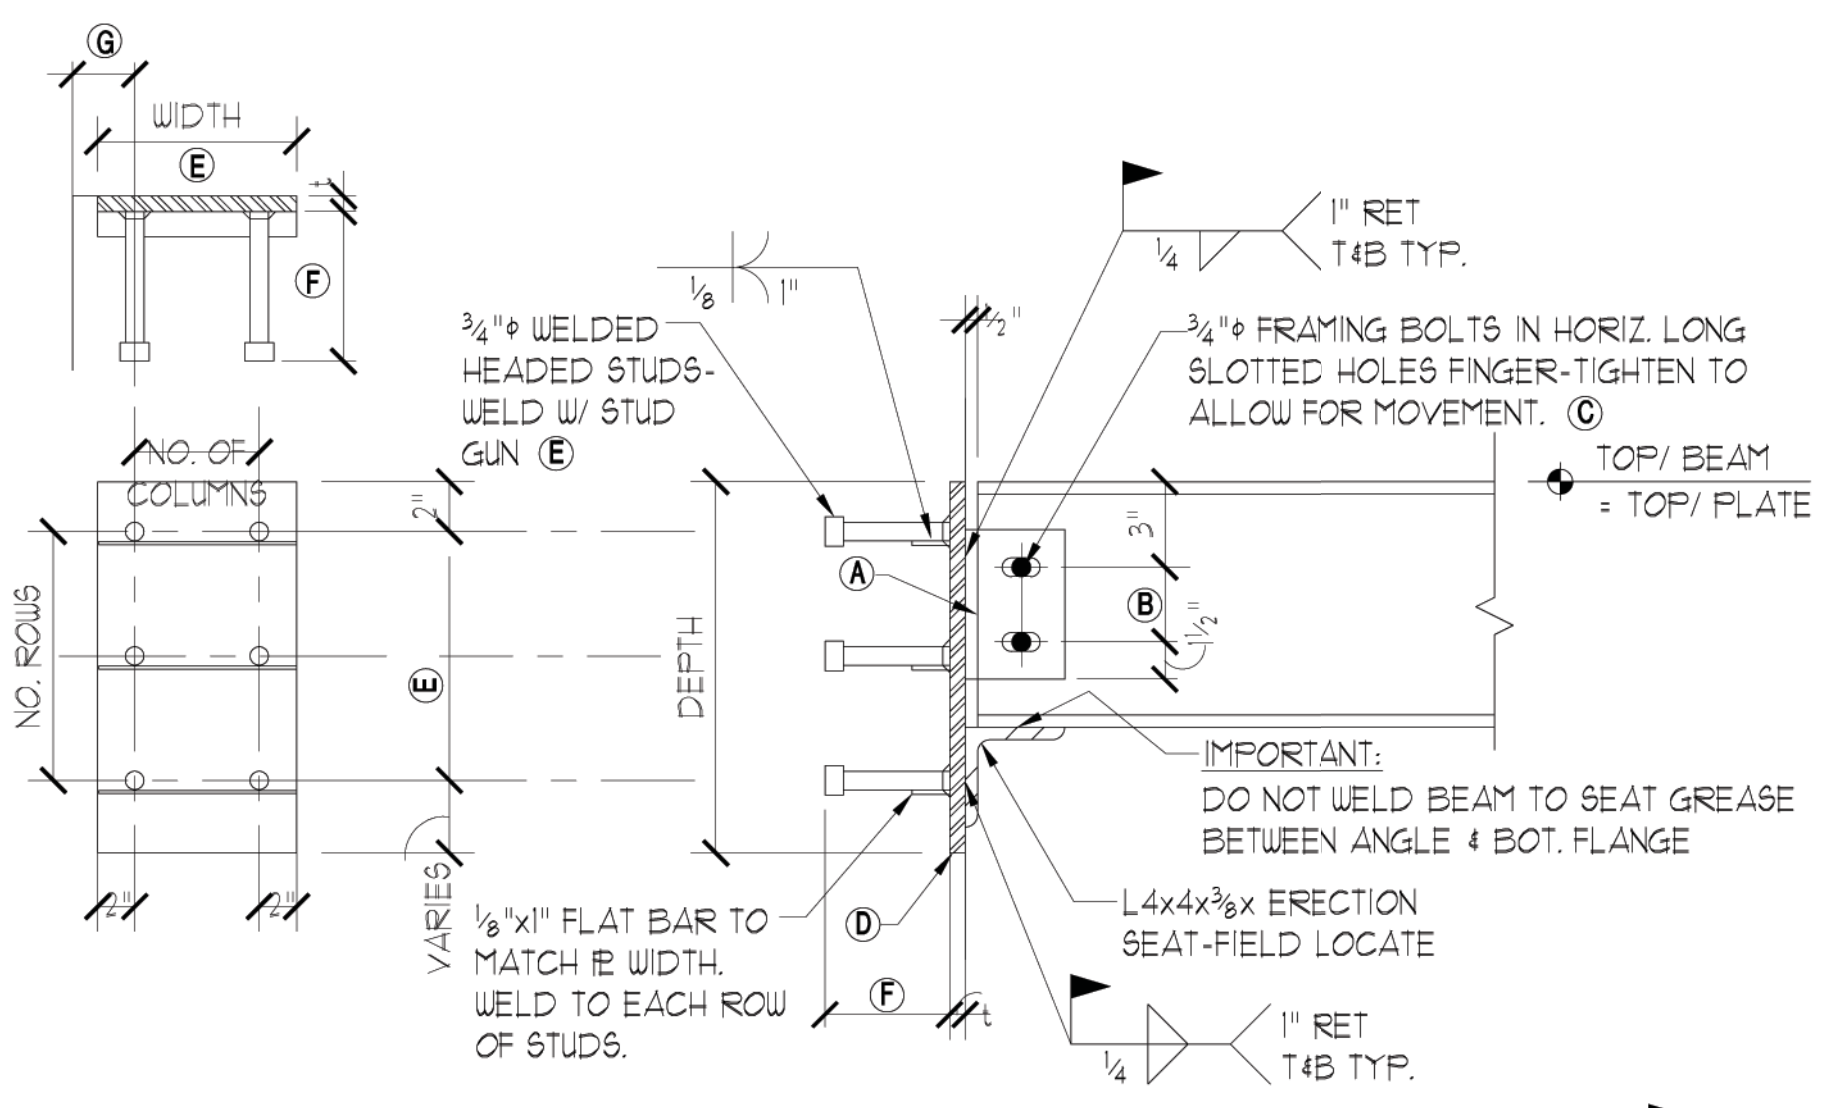 G
WIDTH
E
t
F
1/8
1"
3/4"ϕ WELDED
HEADED STUDS-
WELD W/ STUD
GUN E
1/2"
1/4
1" RET
T&B TYP.
3/4"ϕ FRAMING BOLTS IN HORIZ. LONG
SLOTTED HOLES FINGER-TIGHTEN TO
ALLOW FOR MOVEMENT. C
TOP/ BEAM
= TOP/ PLATE
NO. OF
COLUMNS
2"
NO. ROWS
E
VARIES
2"
2"
DEPTH
A
3"
B
1 1/2"
IMPORTANT:
DO NOT WELD BEAM TO SEAT GREASE
BETWEEN ANGLE & BOT. FLANGE
L4x4x3/8x ERECTION
SEAT-FIELD LOCATE
1/8"x1" FLAT BAR TO
MATCH PL WIDTH.
WELD TO EACH ROW
OF STUDS.
D
F
t
1/4
1" RET
T&B TYP.